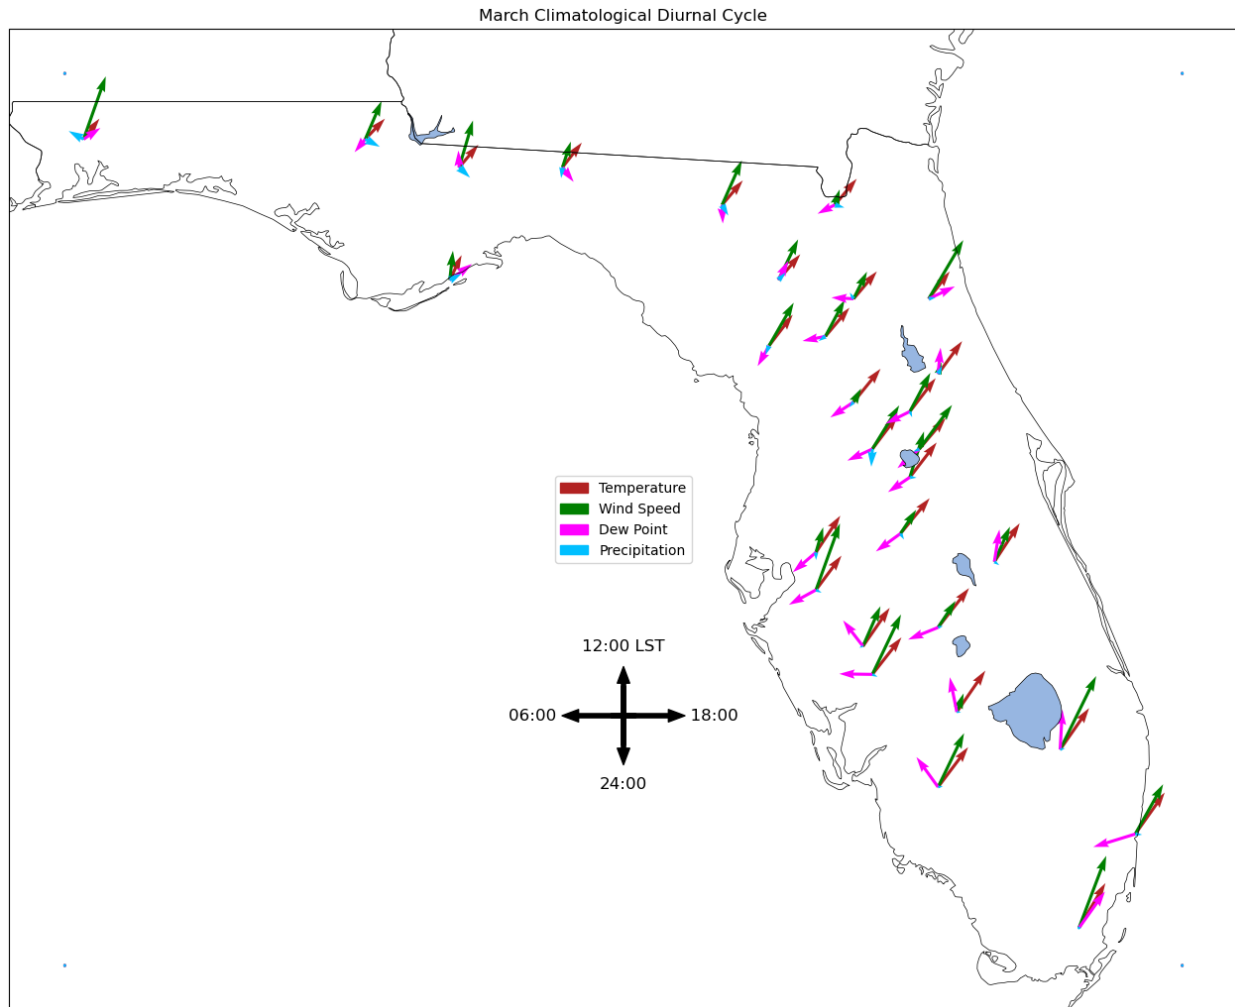 March Climatological Diurnal Cycle
Temperature
Wind Speed
Dew Point
Precipitation
12:00 LST
06:00
18:00
24:00